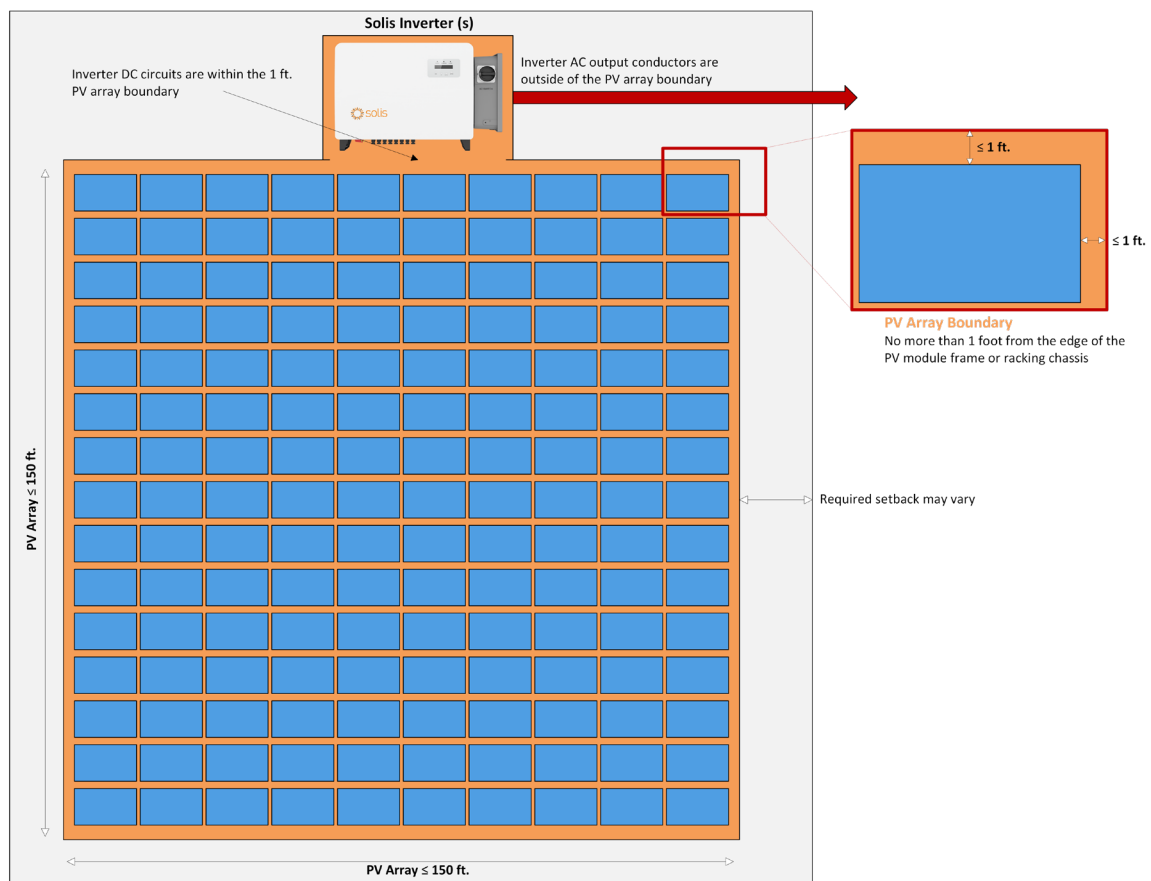 Solis Inverter (s)
Inverter DC circuits are within the 1 ft.
PV array boundary
Inverter AC output conductors are
outside of the PV array boundary
solis
≤ 1 ft.
≤ 1 ft.
PV Array Boundary
No more than 1 foot from the edge of the
PV module frame or racking chassis
PV Array ≤ 150 ft.
Required setback may vary
PV Array ≤ 150 ft.